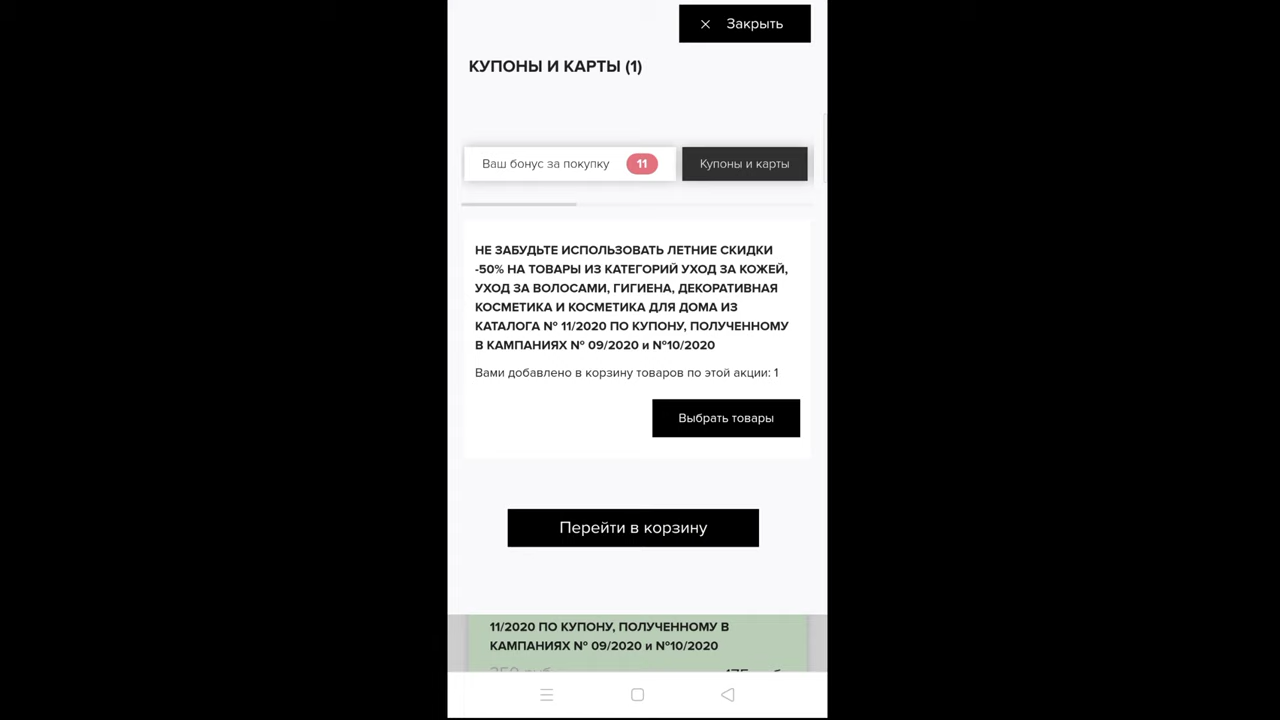 Закрыть
КУПОНЫ И КАРТЫ (1)
Ваш бонус за покупку 11 Купоны и карты
НЕ ЗАБУДЬТЕ ИСПОЛЬЗОВАТЬ ЛЕТНИЕ СКИДКИ
-50% НА ТОВАРЫ ИЗ КАТЕГОРИЙ УХОД ЗА КОЖЕЙ,
УХОД ЗА ВОЛОСАМИ, ГИГИЕНА, ДЕКОРАТИВНАЯ
КОСМЕТИКА И КОСМЕТИКА ДЛЯ ДОМА ИЗ
КАТАЛОГА № 11/2020 ПО КУПОНУ, ПОЛУЧЕННОМУ
В КАМПАНИЯХ № 09/2020 и №10/2020
Вами добавлено в корзину товаров по этой акции: 1
Выбрать товары
Перейти в корзину
11/2020 ПО КУПОНУ, ПОЛУЧЕННОМУ В
КАМПАНИЯХ № 09/2020 и №10/2020